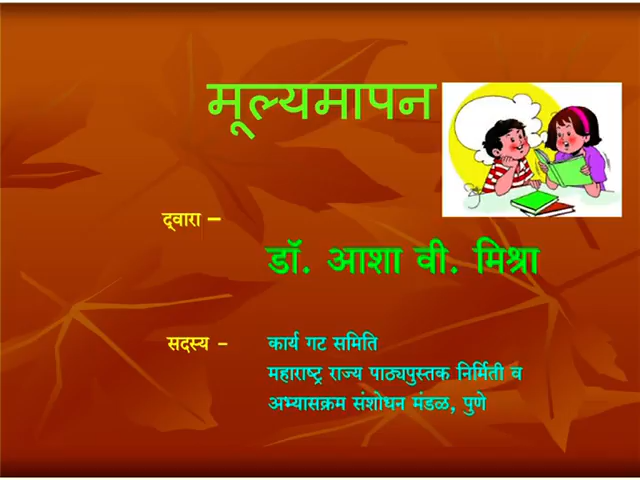 मूल्यमापन
द्वारा –
डॉ. आशा वी. मिश्रा
सदस्य - कार्य गट समिति
महाराष्ट्र राज्य पाठ्यपुस्तक निर्मिती व
अभ्यासक्रम संशोधन मंडळ, पुणे